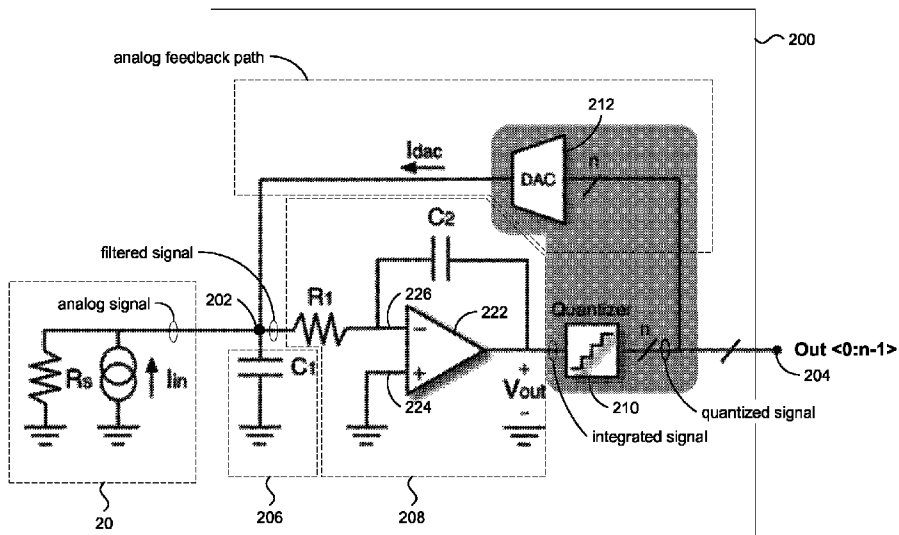 200
analog feedback path
212
Idac
DAC
n
C2
filtered signal
analog signal
202
R1
226
222
Quantizer
n
Rs
Iin
C1
224
+
Vout
-
210
Out <0:n-1>
204
quantized signal
integrated signal
-
+
20
206
208